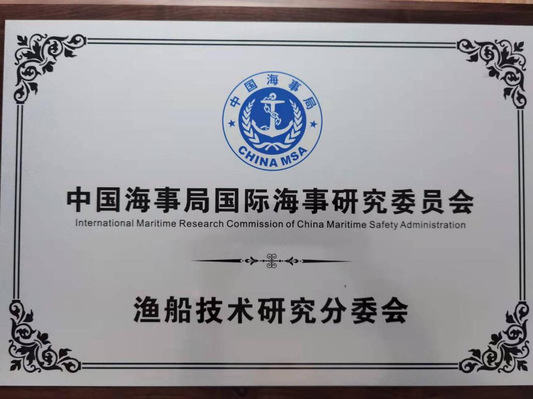 中国海事局
CHINA MSA
中国海事局国际海事研究委员会
International Maritime Research Commission of China Maritime Safety Administration
渔船技术研究分委会